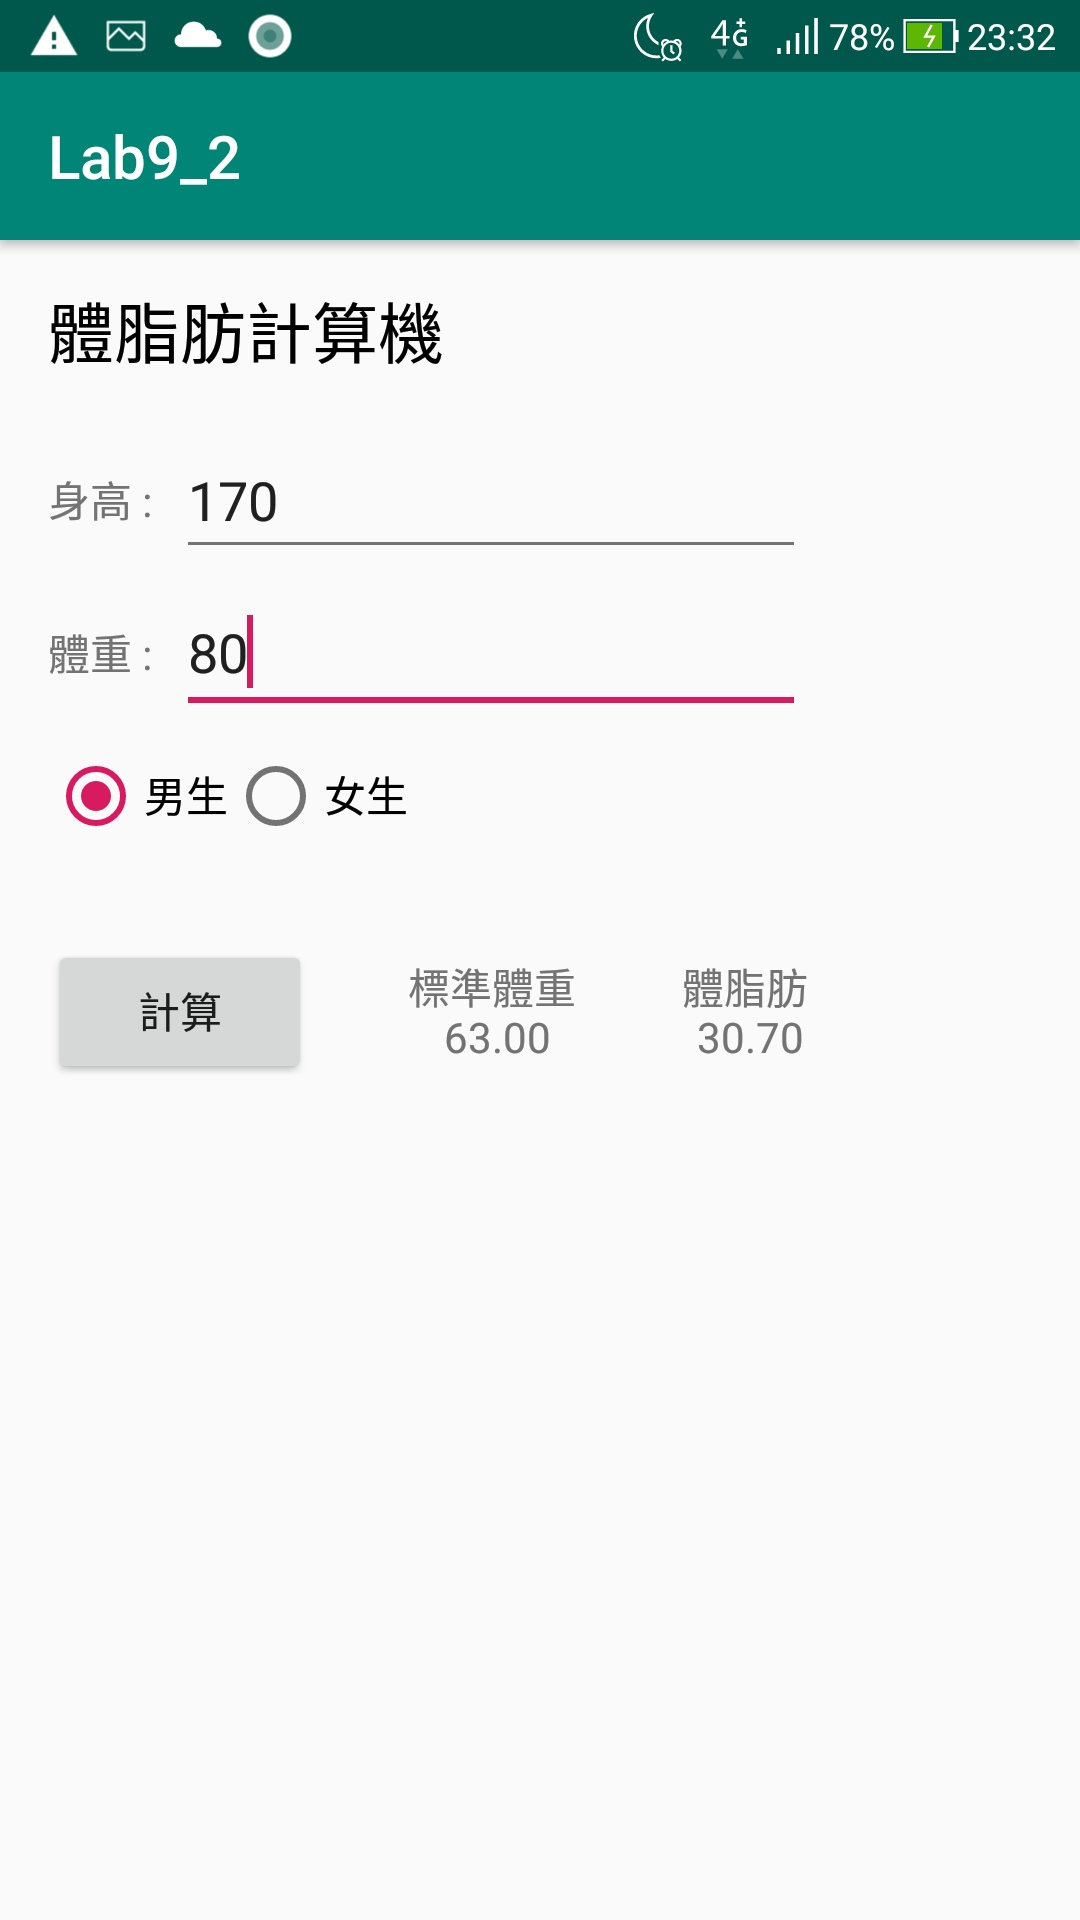 4G+ 78% 23:32
Lab9_2
體脂肪計算機
身高 : 170
體重 : 80
男生 女生
計算 標準體重 體脂肪
63.00 30.70